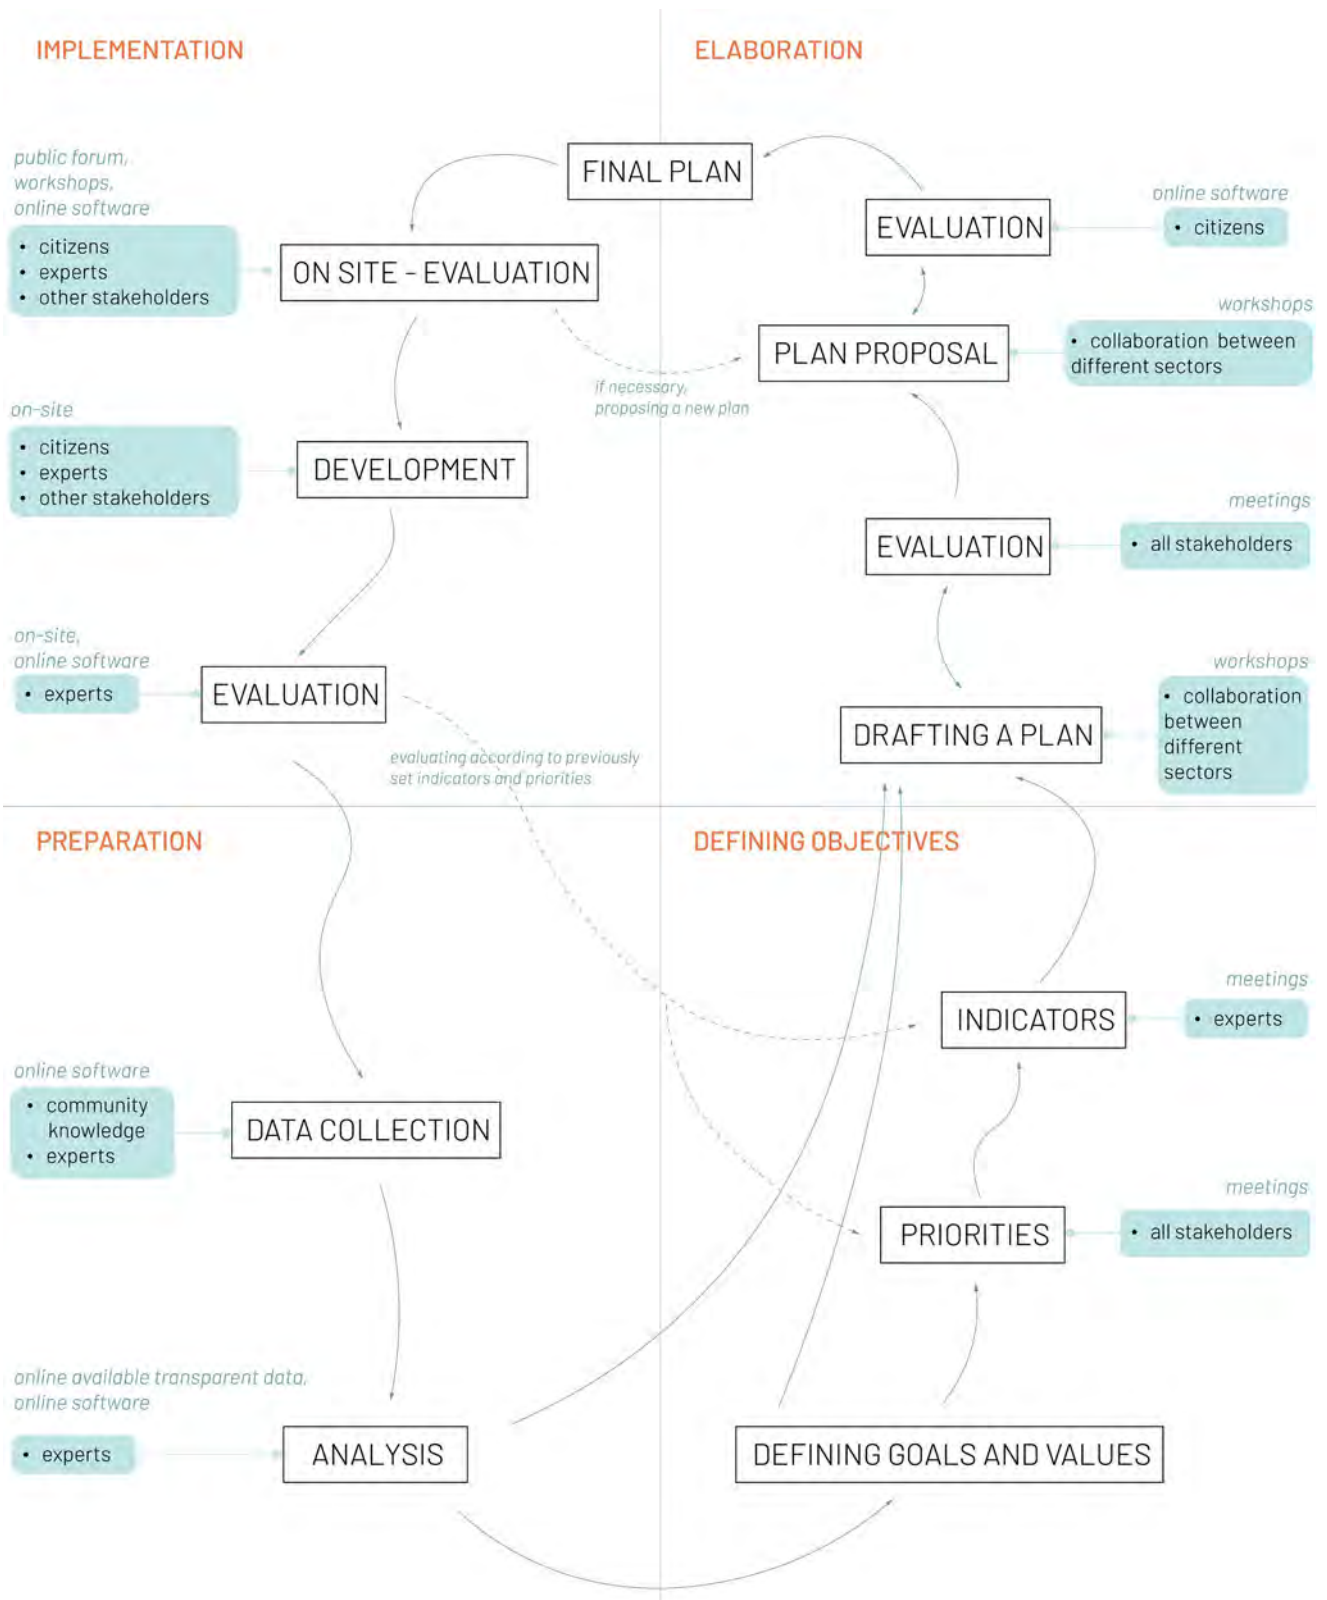 IMPLEMENTATION
public forum,
workshops,
online software
• citizens
• experts
• other stakeholders
ON SITE - EVALUATION
on-site
• citizens
• experts
• other stakeholders
DEVELOPMENT
on-site,
online software
• experts
EVALUATION
evaluating according to previously
set indicators and priorities
ELABORATION
FINAL PLAN
online software
• citizens
EVALUATION
workshops
• collaboration between
different sectors
PLAN PROPOSAL
if necessary,
proposing a new plan
meetings
• all stakeholders
EVALUATION
workshops
• collaboration
between
different
sectors
DRAFTING A PLAN
PREPARATION
online software
• community
knowledge
• experts
DATA COLLECTION
online available transparent data,
online software
• experts
ANALYSIS
DEFINING OBJECTIVES
meetings
• experts
INDICATORS
meetings
• all stakeholders
PRIORITIES
DEFINING GOALS AND VALUES